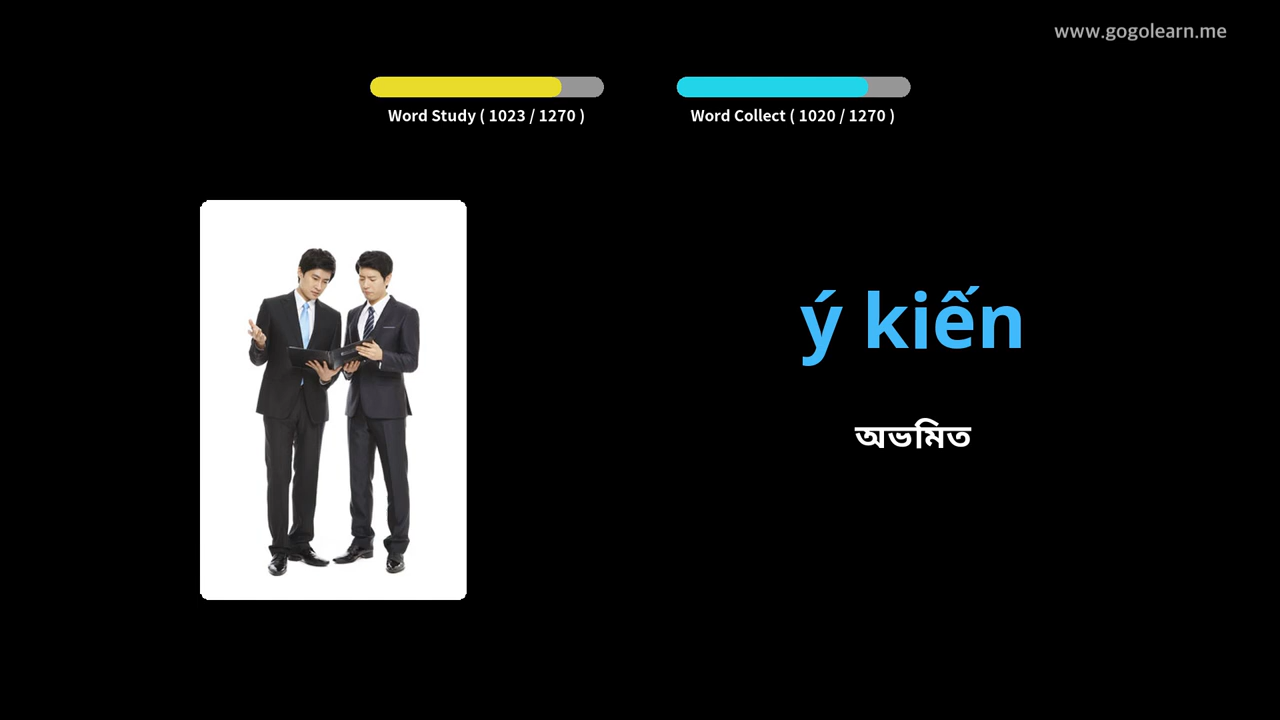 www.gogolearn.me
Word Study ( 1023 / 1270 )
Word Collect ( 1020 / 1270 )
ý kiến
অভমিত